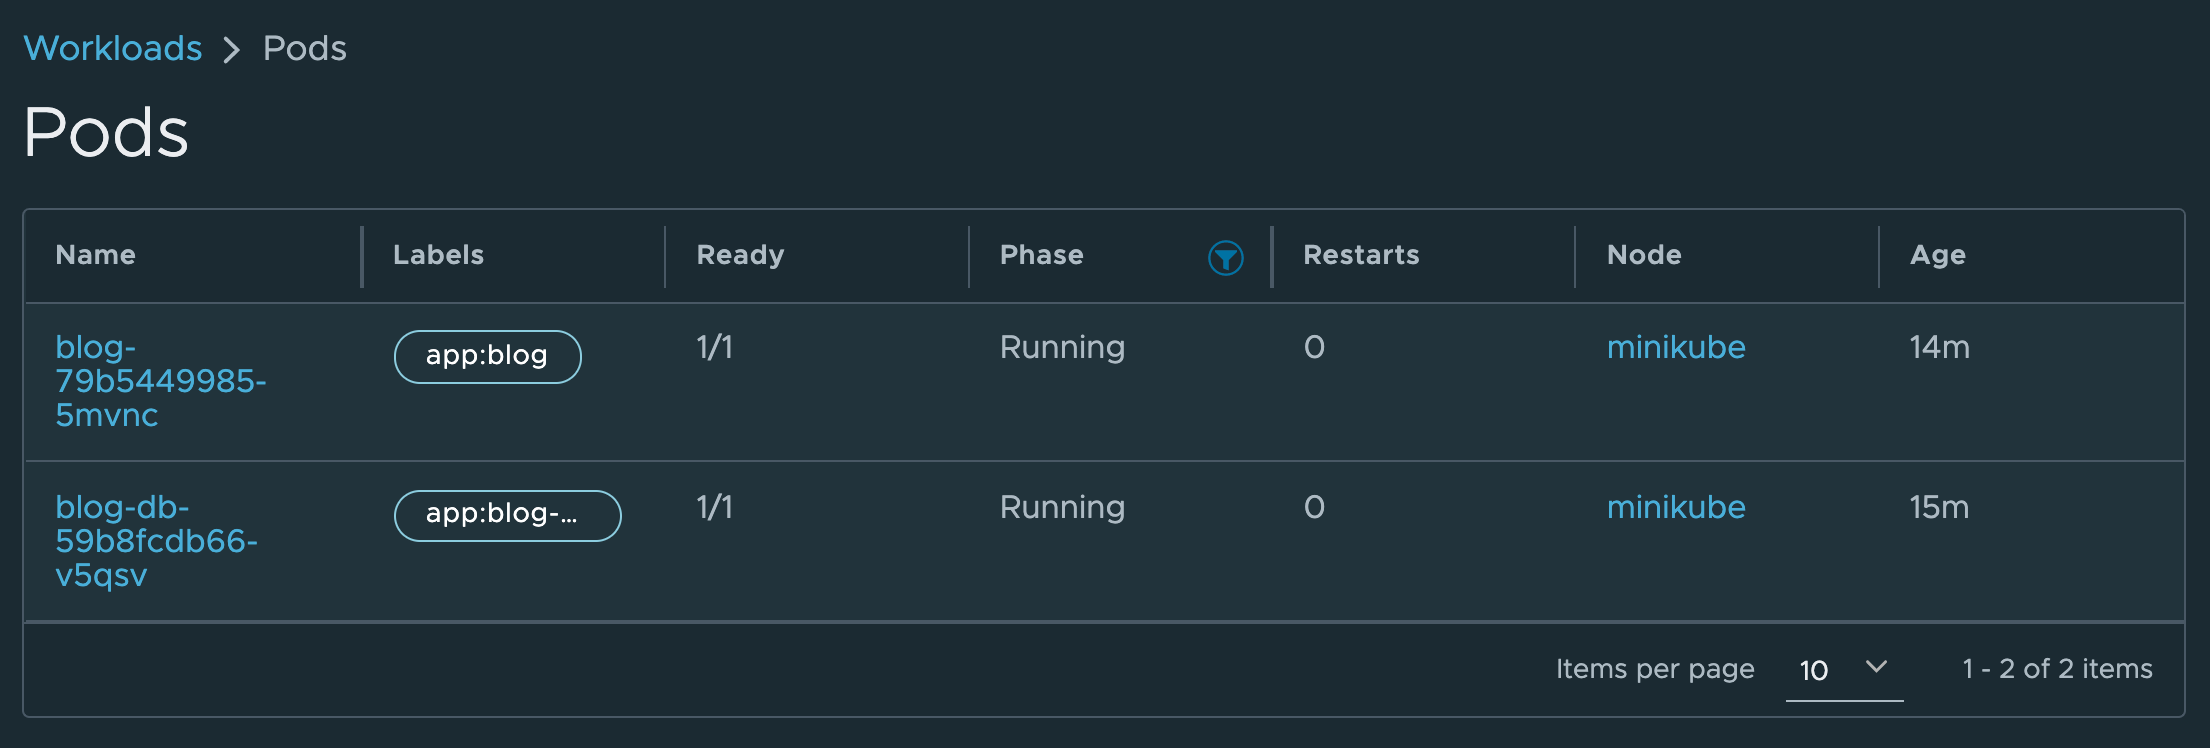 Workloads > Pods
Pods
Name Labels Ready Phase Restarts Node Age
blog- app:blog 1/1 Running 0 minikube 14m
79b5449985-
5mvnc
blog-db- app:blog-... 1/1 Running 0 minikube 15m
59b8fcdb66-
v5qsv
Items per page 10 1 - 2 of 2 items